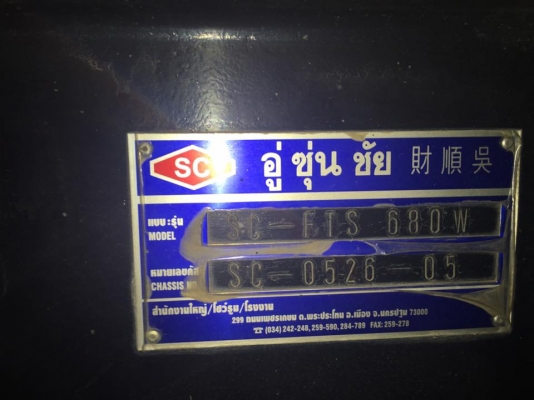 SC อู่ ซุ่น ชัย 財 順 吳
แบบ : รุ่น
MODEL SC-FTS 680W
หมายเลขคัสซี
CHASSIS NO. SC-0526-05
สำนักงานใหญ่/โชว์รูม/โรงงาน
299 ถนนเพชรเกษม ต.พระประโทน อ.เมือง จ.นครปฐม 73000
☎ (034) 242-248, 259-590, 284-789 FAX: 259-278